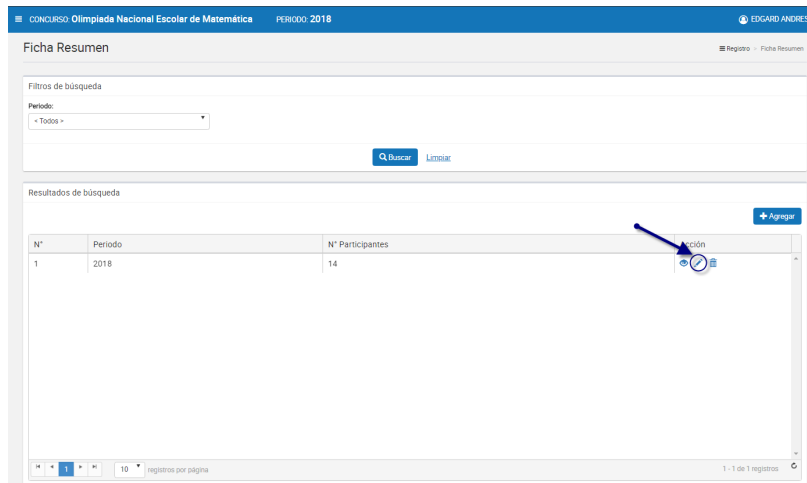 CONCURSO: Olimpiada Nacional Escolar de Matemática PERIODO: 2018 EDGARD ANDRES
Ficha Resumen Registro > Ficha Resumen
Filtros de búsqueda
Periodo:
< Todos >
Buscar Limpiar
Resultados de búsqueda
+ Agregar
N° Periodo N° Participantes Acción
1 2018 14
1 10 registros por página 1 - 1 de 1 registros